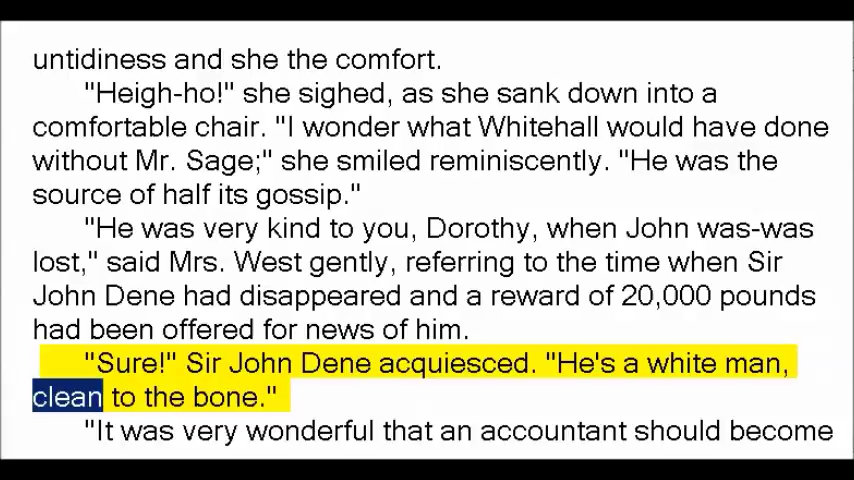 untidiness and she the comfort.
"Heigh-ho!" she sighed, as she sank down into a
comfortable chair. "I wonder what Whitehall would have done
without Mr. Sage;" she smiled reminiscently. "He was the
source of half its gossip."
"He was very kind to you, Dorothy, when John was-was
lost," said Mrs. West gently, referring to the time when Sir
John Dene had disappeared and a reward of 20,000 pounds
had been offered for news of him.
"Sure!" Sir John Dene acquiesced. "He's a white man,
clean to the bone."
"It was very wonderful that an accountant should become